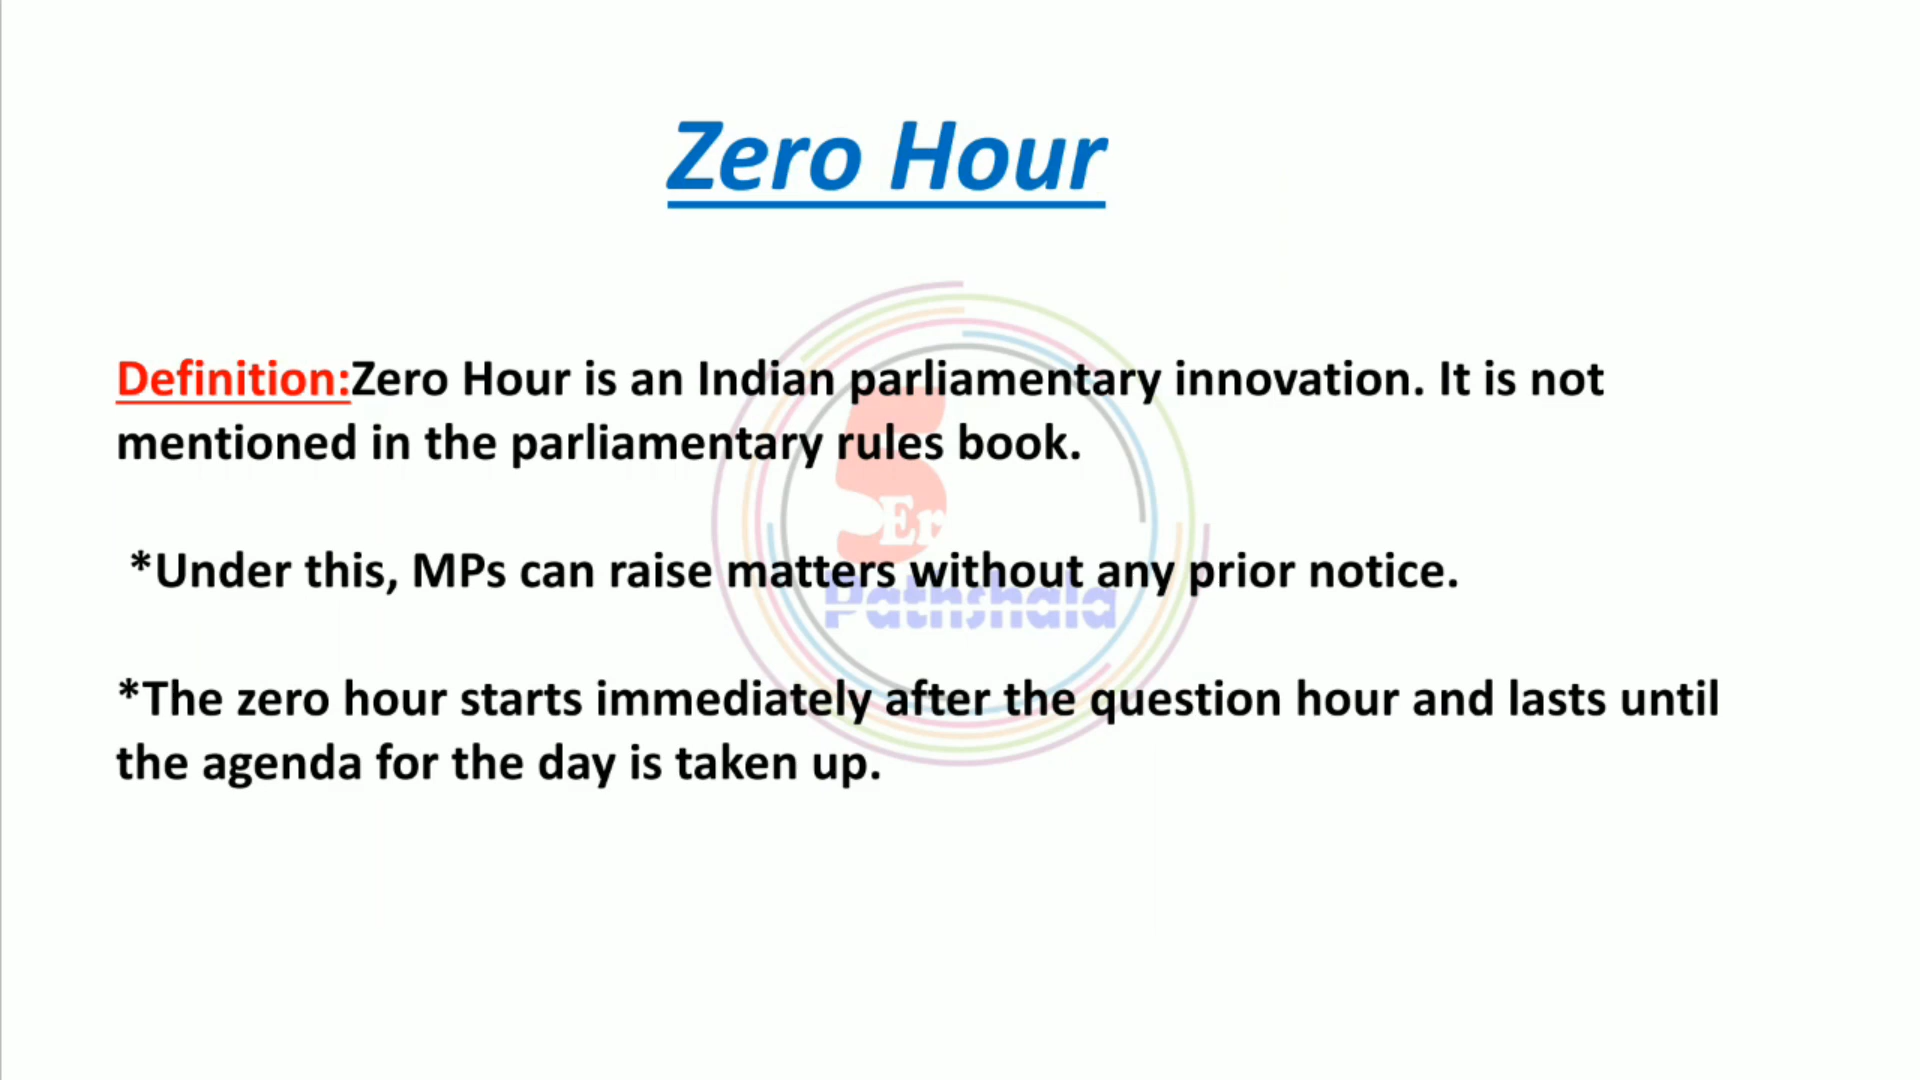 Zero Hour
Definition:Zero Hour is an Indian parliamentary innovation. It is not
mentioned in the parliamentary rules book.
*Under this, MPs can raise matters without any prior notice.
Pathshala
*The zero hour starts immediately after the question hour and lasts until
the agenda for the day is taken up.